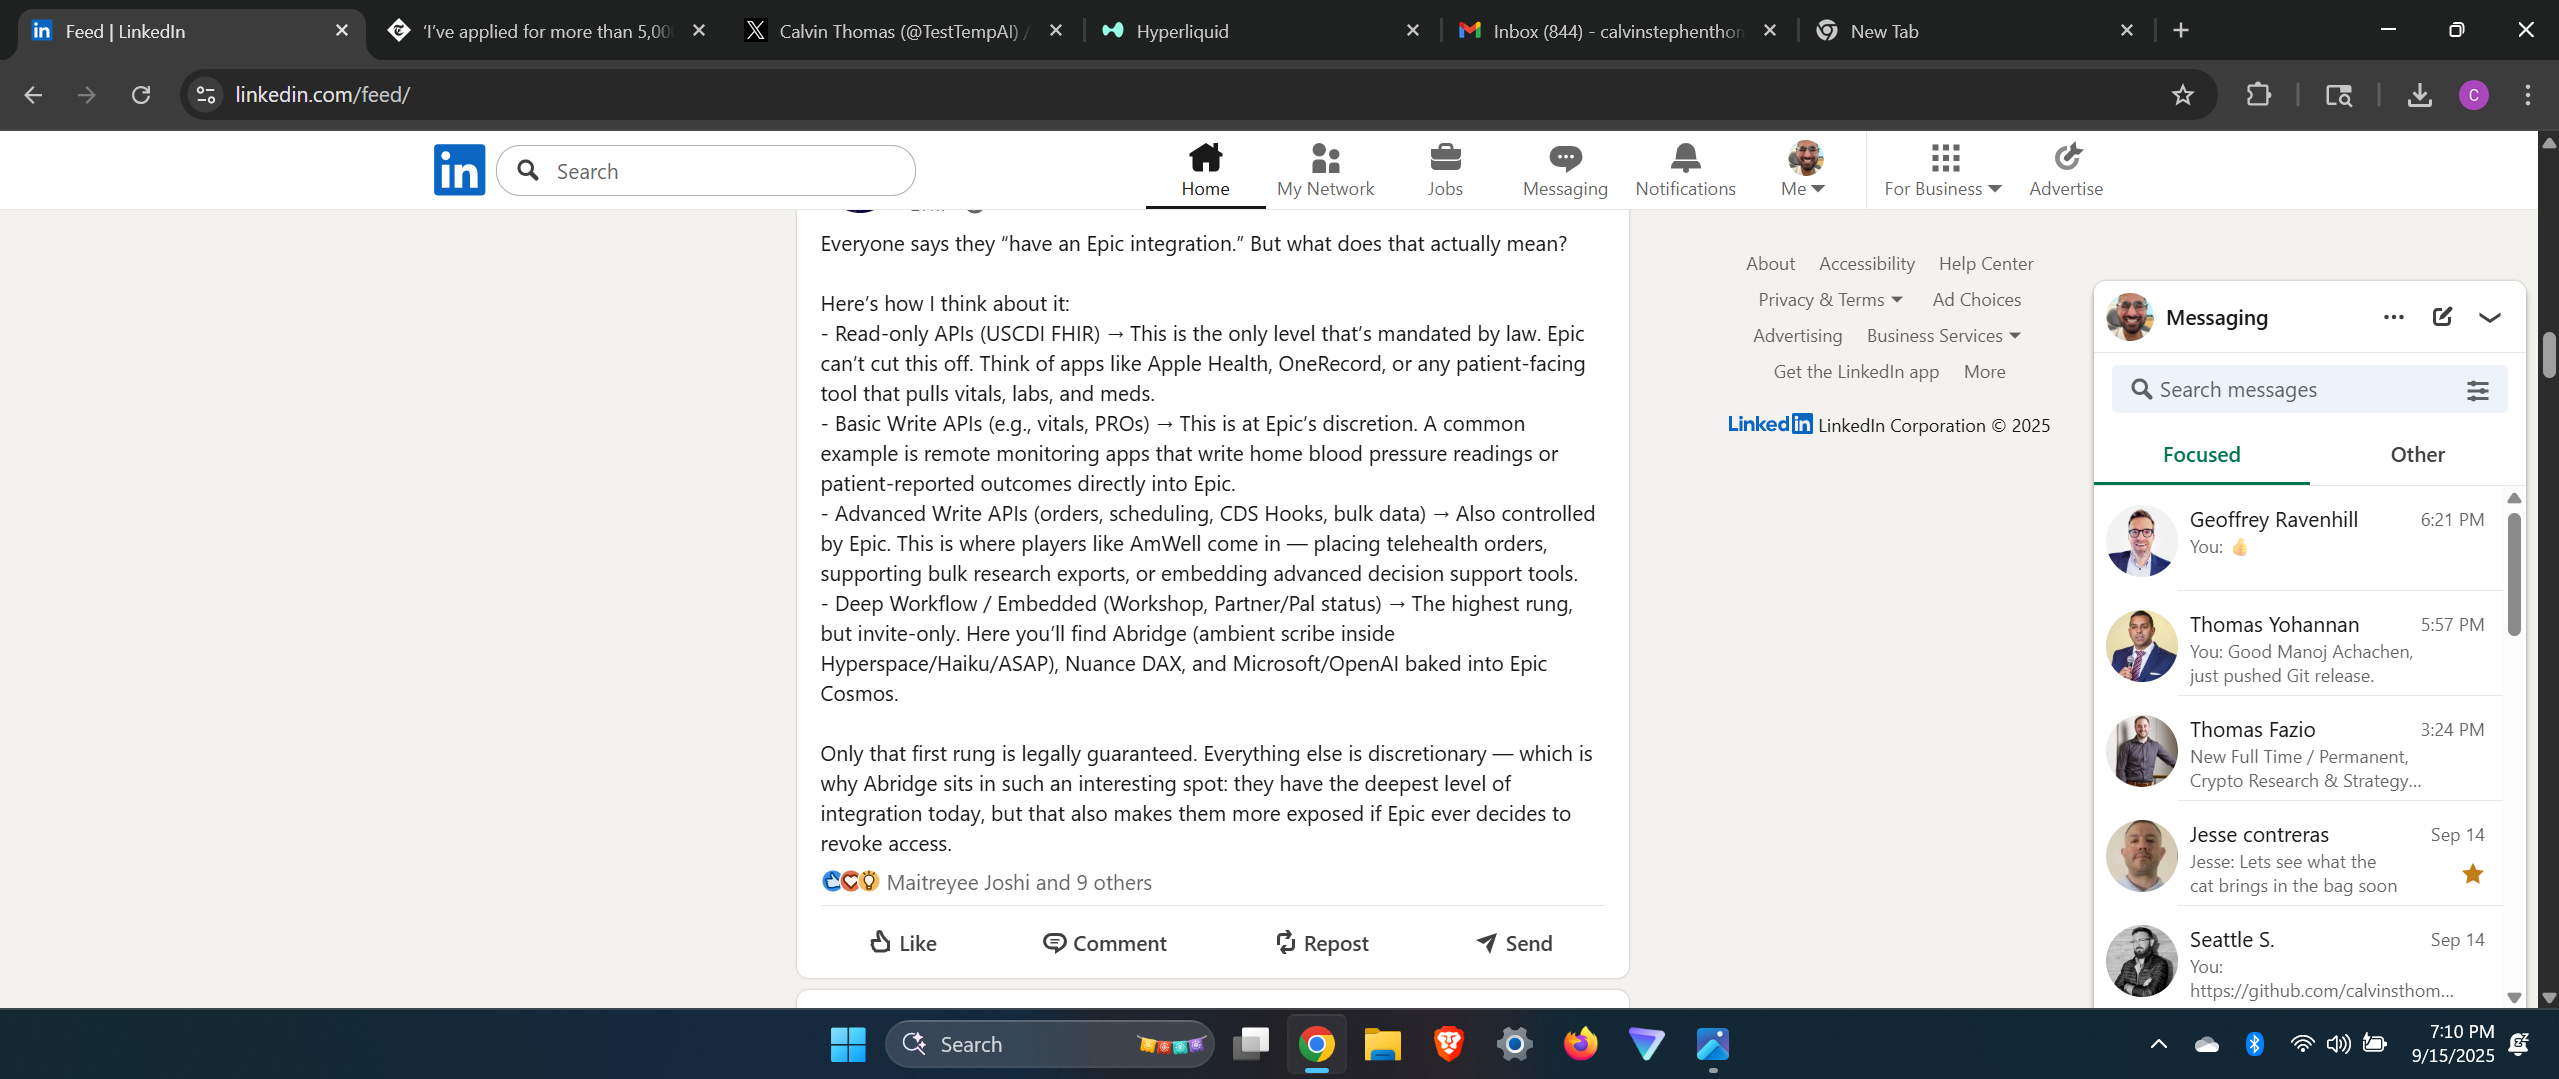 Feed | LinkedIn
'I've applied for more than 5,00
Calvin Thomas (@TestTempAI) /
Hyperliquid
Inbox (844) - calvinstephenthom
New Tab
linkedin.com/feed/
C
in
Search
Home
My Network
Jobs
Messaging
Notifications
Me
For Business
Advertise
Everyone says they “have an Epic integration.” But what does that actually mean?
Here’s how I think about it:
- Read-only APIs (USCDI FHIR) → This is the only level that’s mandated by law. Epic
can’t cut this off. Think of apps like Apple Health, OneRecord, or any patient-facing
tool that pulls vitals, labs, and meds.
- Basic Write APIs (e.g., vitals, PROs) → This is at Epic’s discretion. A common
example is remote monitoring apps that write home blood pressure readings or
patient-reported outcomes directly into Epic.
- Advanced Write APIs (orders, scheduling, CDS Hooks, bulk data) → Also controlled
by Epic. This is where players like AmWell come in — placing telehealth orders,
supporting bulk research exports, or embedding advanced decision support tools.
- Deep Workflow / Embedded (Workshop, Partner/Pal status) → The highest rung,
but invite-only. Here you’ll find Abridge (ambient scribe inside
Hyperspace/Haiku/ASAP), Nuance DAX, and Microsoft/OpenAI baked into Epic
Cosmos.
Only that first rung is legally guaranteed. Everything else is discretionary — which is
why Abridge sits in such an interesting spot: they have the deepest level of
integration today, but that also makes them more exposed if Epic ever decides to
revoke access.
Maitreyee Joshi and 9 others
Like
Comment
Repost
Send
About Accessibility Help Center
Privacy & Terms Ad Choices
Advertising Business Services
Get the LinkedIn app More
LinkedIn LinkedIn Corporation © 2025
Messaging
Search messages
Focused
Other
Geoffrey Ravenhill 6:21 PM
You: 👍
Thomas Yohannan 5:57 PM
You: Good Manoj Achachen,
just pushed Git release.
Thomas Fazio 3:24 PM
New Full Time / Permanent,
Crypto Research & Strategy...
Jesse contreras Sep 14
Jesse: Lets see what the
cat brings in the bag soon
Seattle S. Sep 14
You:
https://github.com/calvinsthom...
Search
7:10 PM
9/15/2025